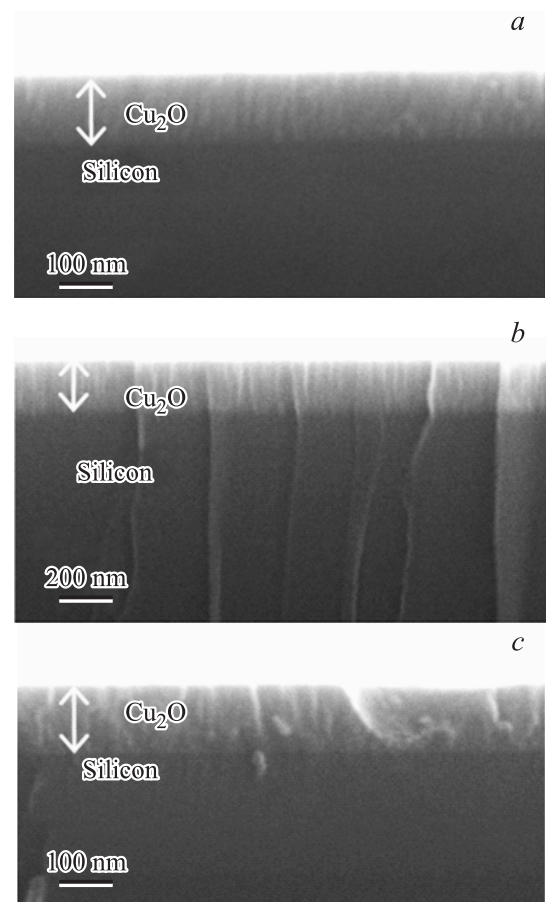 a
Cu₂O
Silicon
100 nm
b
Cu₂O
Silicon
200 nm
c
Cu₂O
Silicon
100 nm